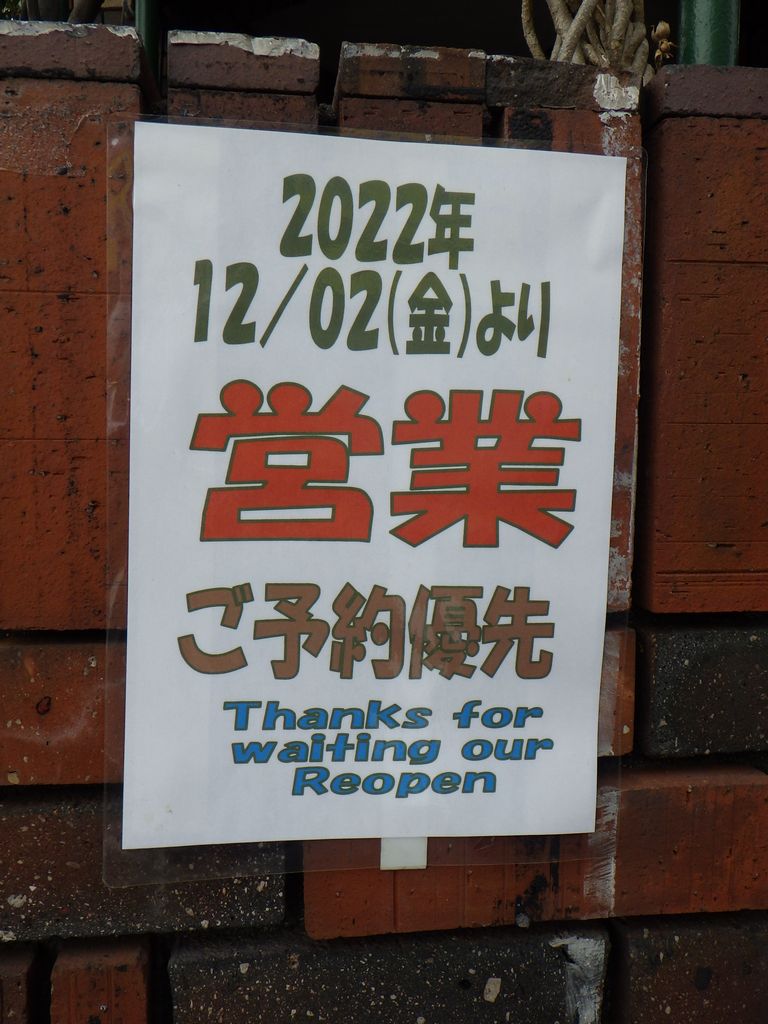 2022年
12/02(金)より
営業
ご予約優先
Thanks for
waiting our
Reopen